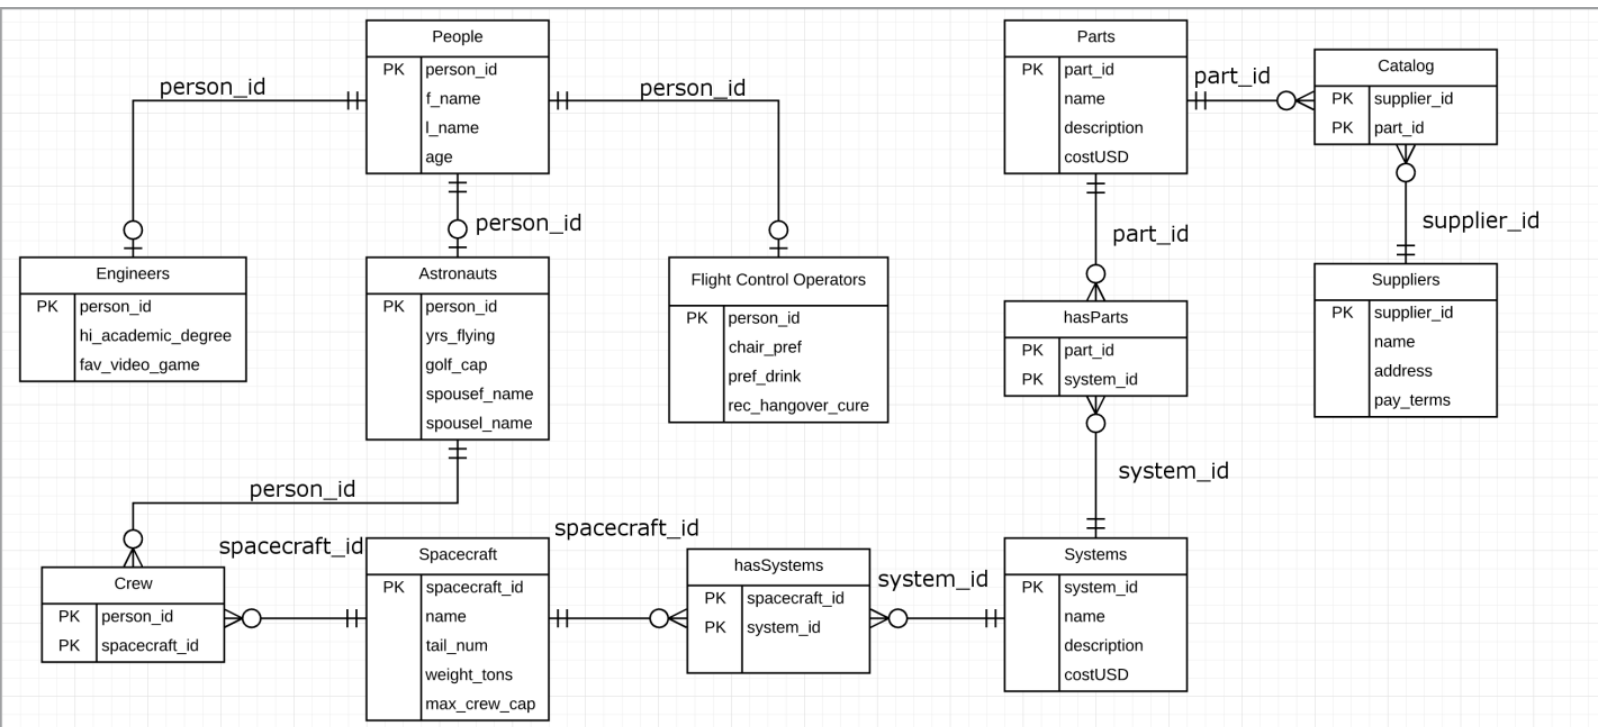 People
PK person_id
f_name
l_name
age
person_id
person_id
person_id
Engineers
PK person_id
hi_academic_degree
fav_video_game
Astronauts
PK person_id
yrs_flying
golf_cap
spousef_name
spousel_name
Flight Control Operators
PK person_id
chair_pref
pref_drink
rec_hangover_cure
person_id
Crew
PK person_id
PK spacecraft_id
spacecraft_id
Spacecraft
PK spacecraft_id
name
tail_num
weight_tons
max_crew_cap
spacecraft_id
hasSystems
PK spacecraft_id
PK system_id
system_id
Systems
PK system_id
name
description
costUSD
system_id
hasParts
PK part_id
PK system_id
part_id
Parts
PK part_id
name
description
costUSD
part_id
Catalog
PK supplier_id
PK part_id
supplier_id
Suppliers
PK supplier_id
name
address
pay_terms